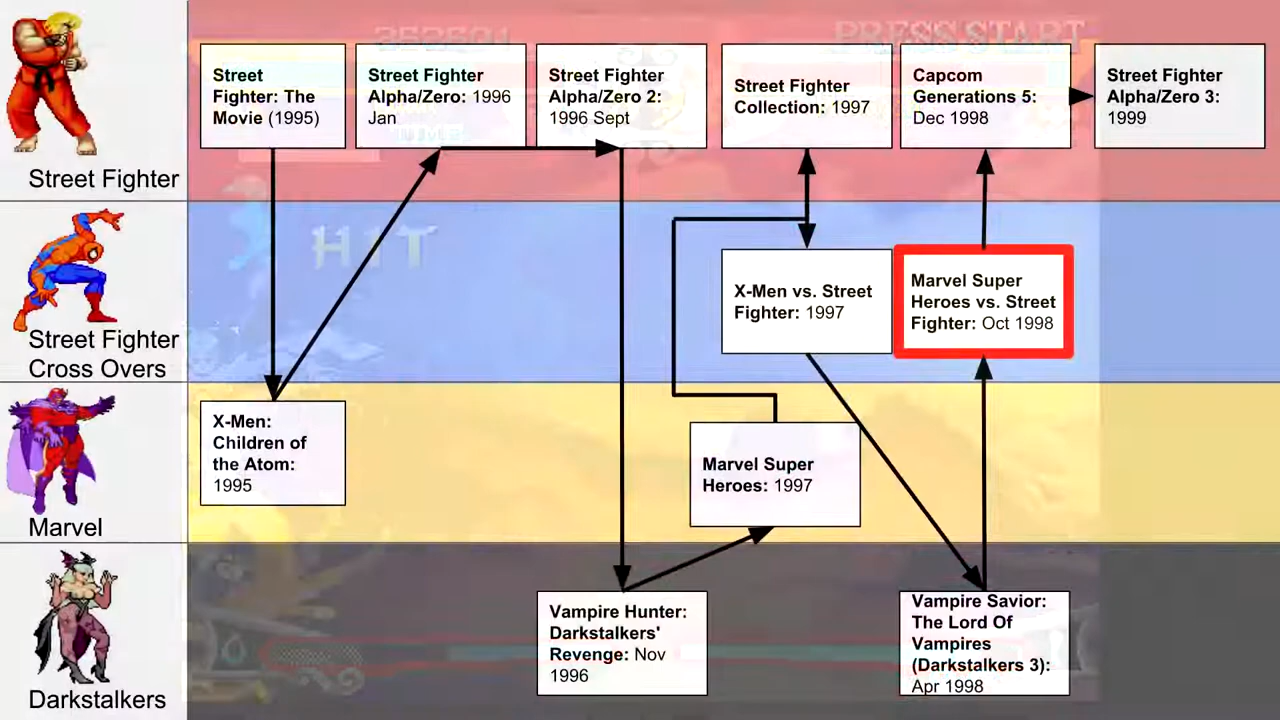 362601
PRESS START
Street
Fighter: The
Movie (1995)
Street Fighter
Alpha/Zero: 1996
Jan
Street Fighter
Alpha/Zero 2:
1996 Sept
Street Fighter
Collection: 1997
Capcom
Generations 5:
Dec 1998
Street Fighter
Alpha/Zero 3:
1999
Street Fighter
HIT
X-Men vs. Street
Fighter: 1997
Marvel Super
Heroes vs. Street
Fighter: Oct 1998
Street Fighter
Cross Overs
X-Men:
Children of
the Atom:
1995
Marvel Super
Heroes: 1997
Marvel
Vampire Hunter:
Darkstalkers'
Revenge: Nov
1996
Vampire Savior:
The Lord Of
Vampires
(Darkstalkers 3):
Apr 1998
Darkstalkers